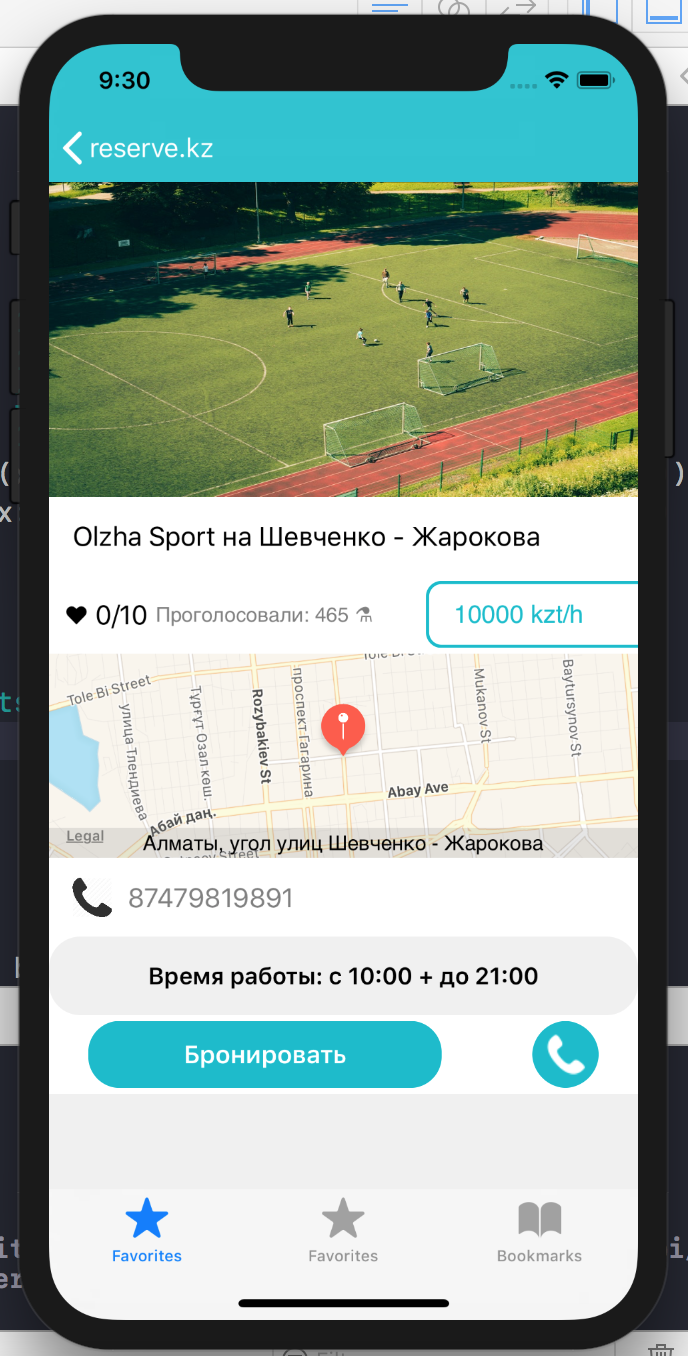 9:30
reserve.kz
Olzha Sport на Шевченко - Жарокова
0/10 Проголосовали: 465
10000 kzt/h
Tole Bi Street
улица Тлендиева
Тұрғұт Озал көш.
Rozybakiev St
проспект Гагарина
Mukanov St
Baytursynov St
Abay Ave
Абай даң.
Legal
Алматы, угол улиц Шевченко - Жарокова
87479819891
Время работы: с 10:00 + до 21:00
Бронировать
Favorites
Favorites
Bookmarks